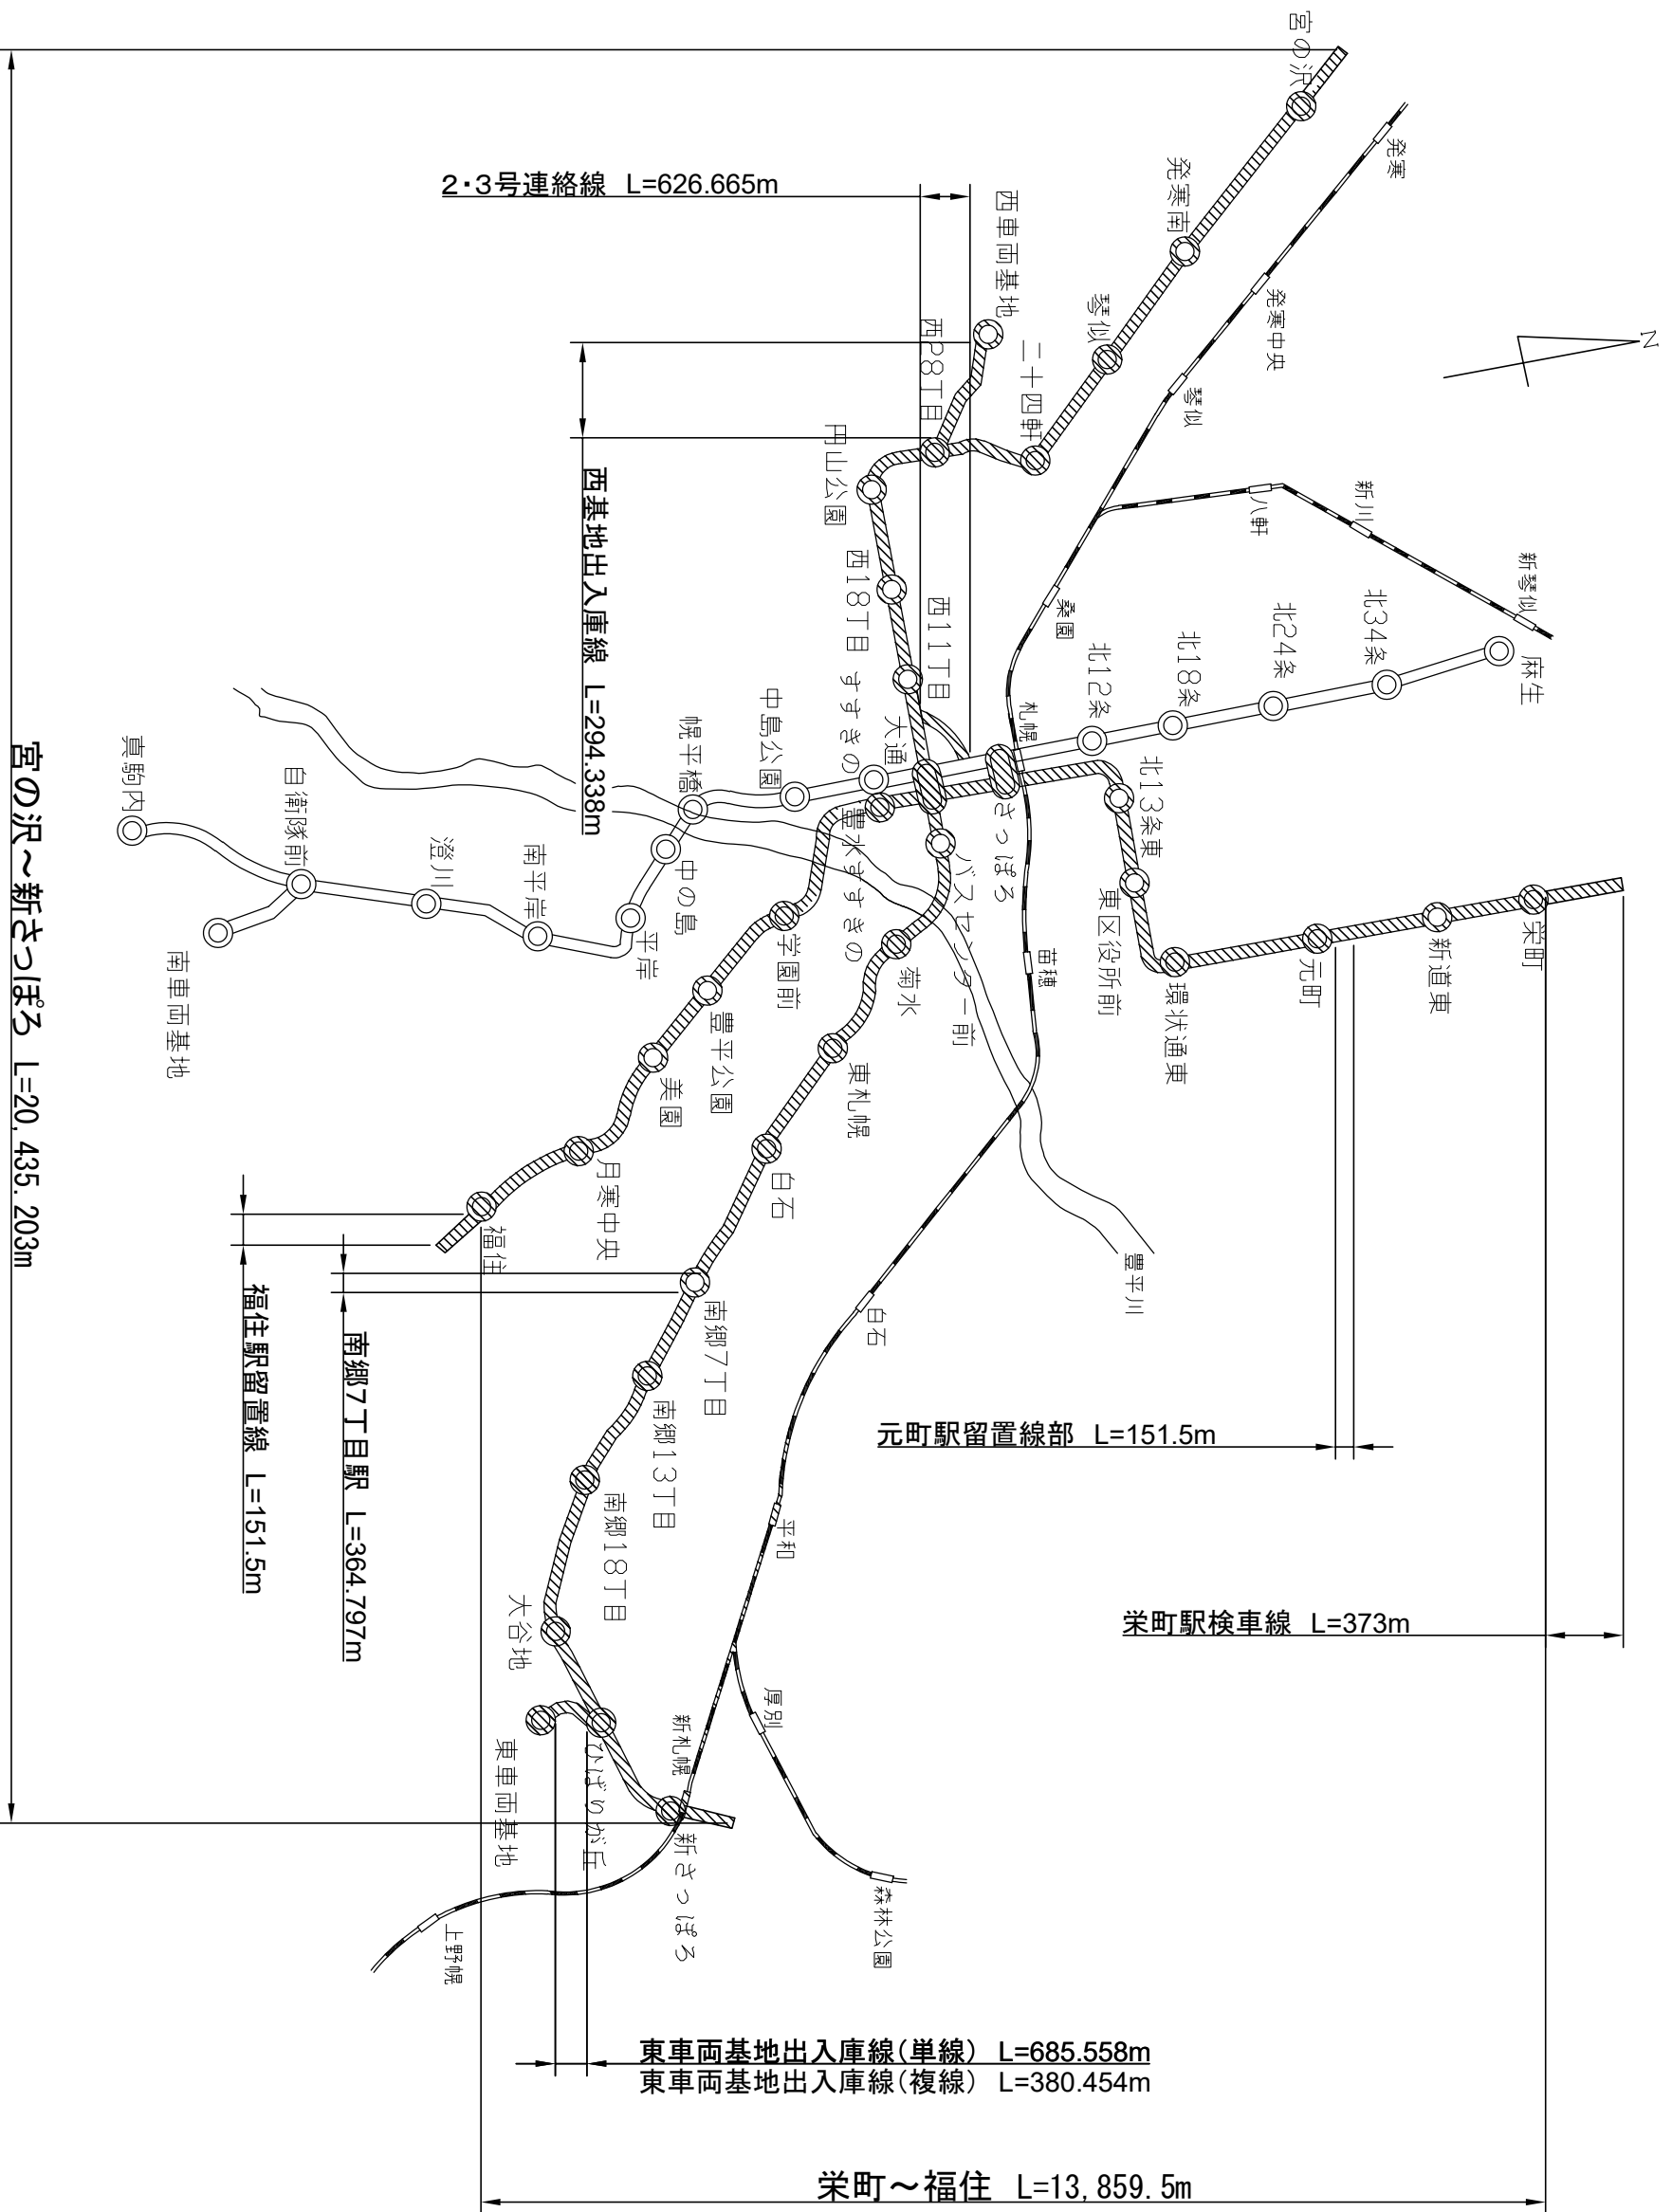 宮の沢
発寒南
琴似
二十四軒
西28丁目
西車両基地
円山公園
西18丁目
西11丁目
大通
バスセンター前
菊水
東札幌
白石
南郷7丁目
南郷13丁目
南郷18丁目
大谷地
ひばりが丘
東車両基地
新さっぽろ
麻生
北34条
北24条
北18条
北12条
さっぽろ
すすきの
中島公園
幌平橋
中の島
平岸
南平岸
澄川
自衛隊前
真駒内
南車両基地
栄町
新道東
元町
環状通東
東区役所前
北13条東
豊水すすきの
学園前
豊平公園
美園
月寒中央
福住
発寒
発寒中央
琴似
八軒
新川
新琴似
桑園
札幌
苗穂
白石
平和
厚別
森林公園
新札幌
上野幌
豊平川
N
2・3号連絡線 L=626.665m
西基地出入庫線 L=294.338m
宮の沢～新さっぽろ L=20,435.203m
福住駅留置線 L=151.5m
南郷7丁目駅 L=364.797m
元町駅留置線部 L=151.5m
栄町駅検車線 L=373m
東車両基地出入庫線(単線) L=685.558m
東車両基地出入庫線(複線) L=380.454m
栄町～福住 L=13,859.5m